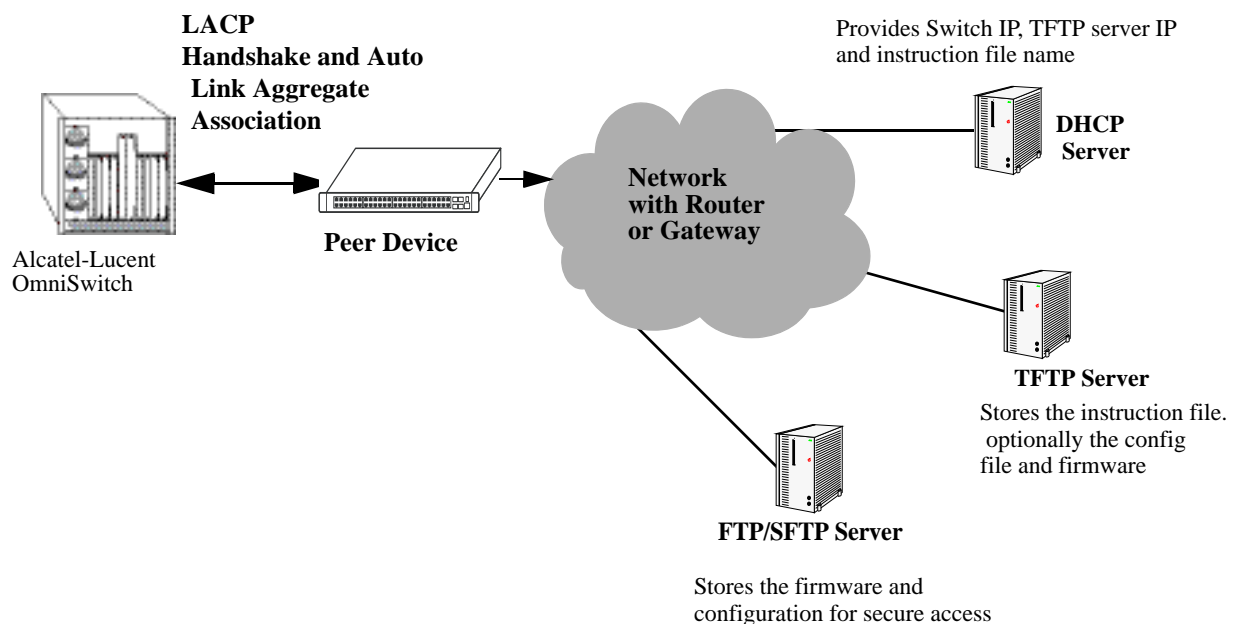 LACP
Handshake and Auto
Link Aggregate
Association
Provides Switch IP, TFTP server IP
and instruction file name
DHCP
Server
Network
with Router
or Gateway
Peer Device
Alcatel-Lucent
OmniSwitch
TFTP Server
Stores the instruction file.
optionally the config
file and firmware
FTP/SFTP Server
Stores the firmware and
configuration for secure access